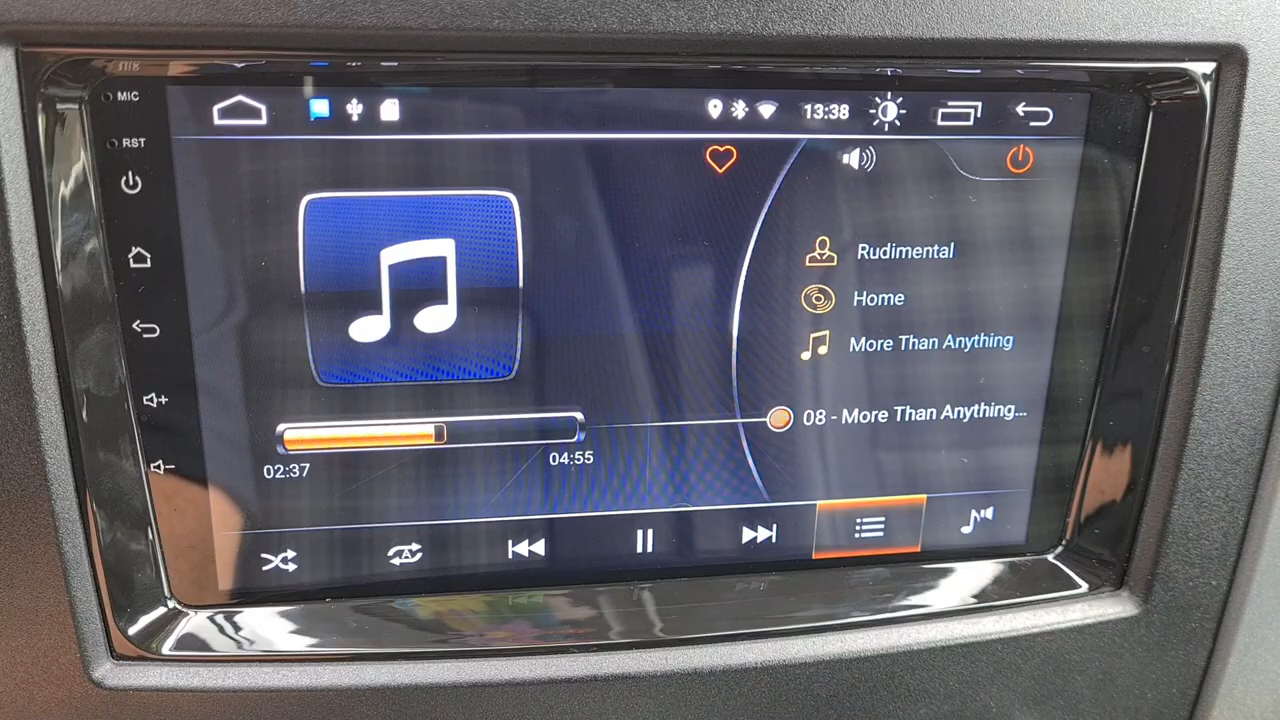 MIC
RST
13:38
Rudimental
Home
More Than Anything
08 - More Than Anything...
02:37
04:55
A